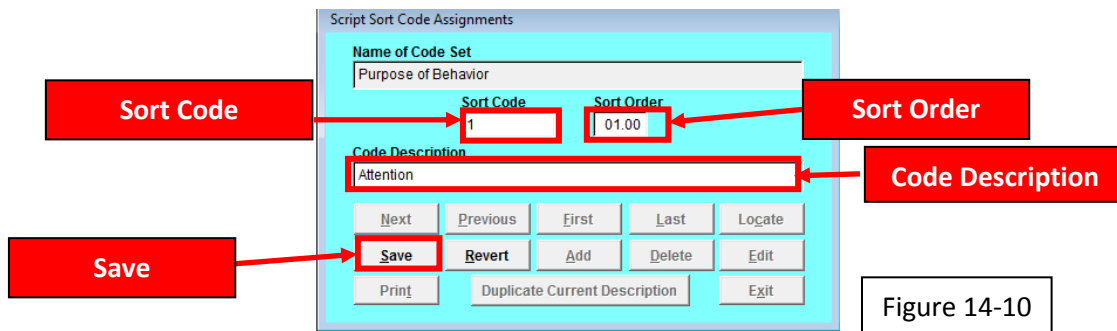 Script Sort Code Assignments
Name of Code Set
Purpose of Behavior
Sort Code
Sort Code
Sort Order
Sort Order
1
01.00
Code Description
Code Description
Attention
Next
Previous
First
Last
Locate
Save
Save
Revert
Add
Delete
Edit
Print
Duplicate Current Description
Exit
Figure 14-10